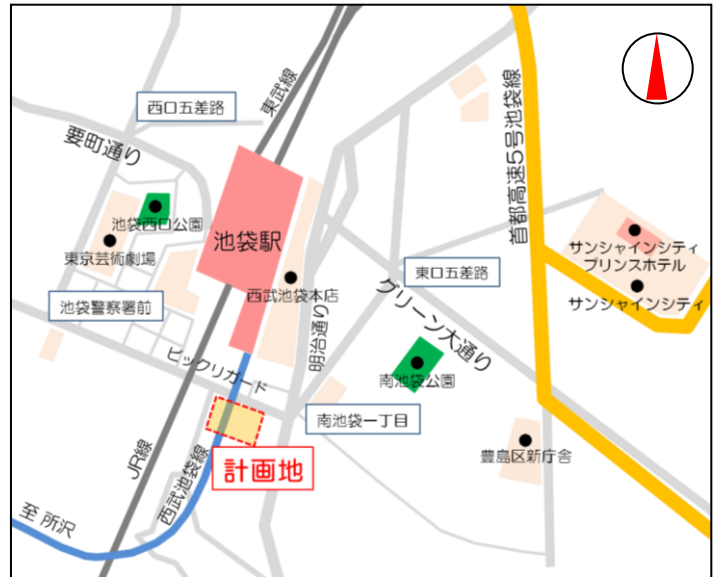 西口五差路
東武線
要町通り
首都高速5号池袋線
池袋西口公園
池袋駅
東京芸術劇場
サンシャインシティ
プリンスホテル
東口五差路
西武池袋本店
サンシャインシティ
池袋警察署前
明治通り
グリーン大通り
ビックリガード
南池袋公園
南池袋一丁目
JR線
西武池袋線
計画地
豊島区新庁舎
至 所沢